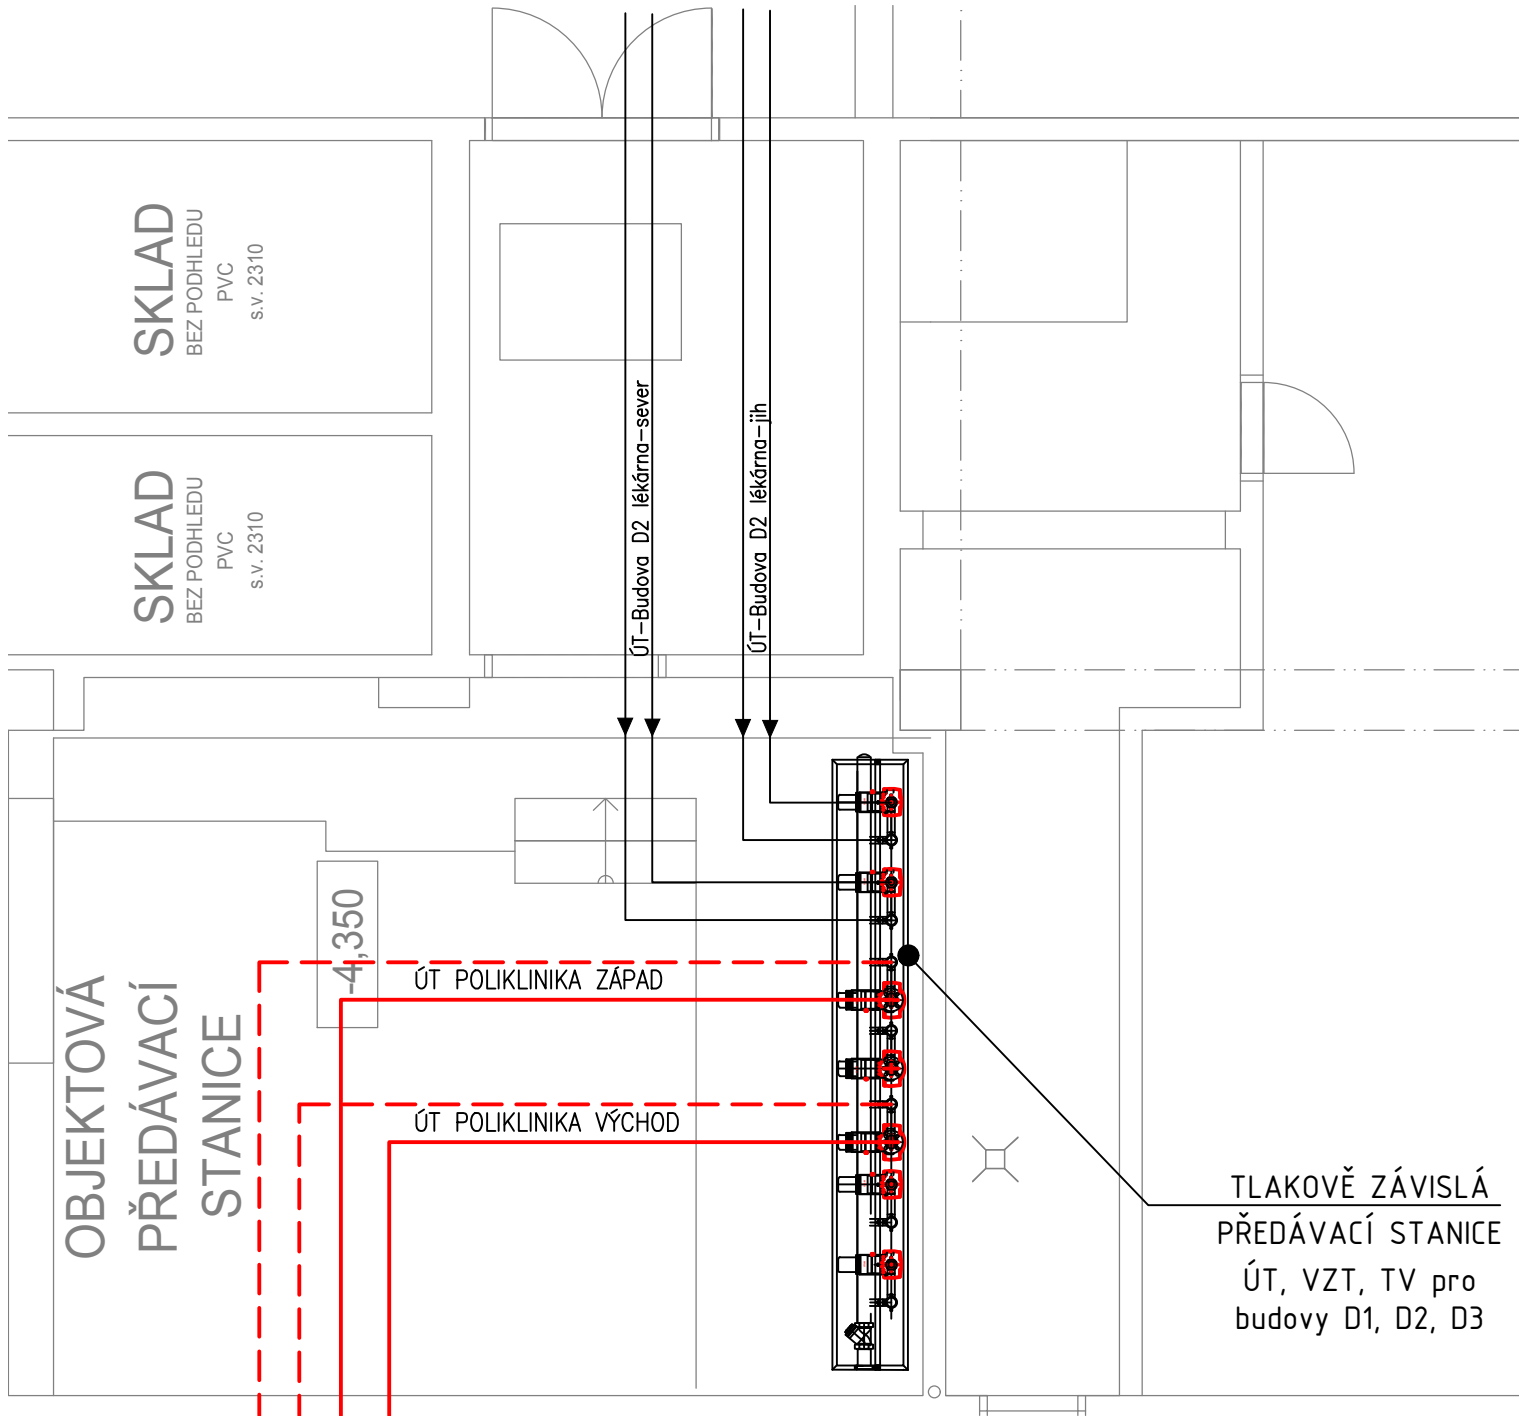 SKLAD
BEZ PODHLEDU
PVC
s.v. 2310
SKLAD
BEZ PODHLEDU
PVC
s.v. 2310
ÚT-Budova D2 lékárna-sever
ÚT-Budova D2 lékárna-jih
-4,350
OBJEKTOVÁ
PŘEDÁVACÍ
STANICE
ÚT POLIKLINIKA ZÁPAD
ÚT POLIKLINIKA VÝCHOD
TLAKOVĚ ZÁVISLÁ
PŘEDÁVACÍ STANICE
ÚT, VZT, TV pro
budovy D1, D2, D3